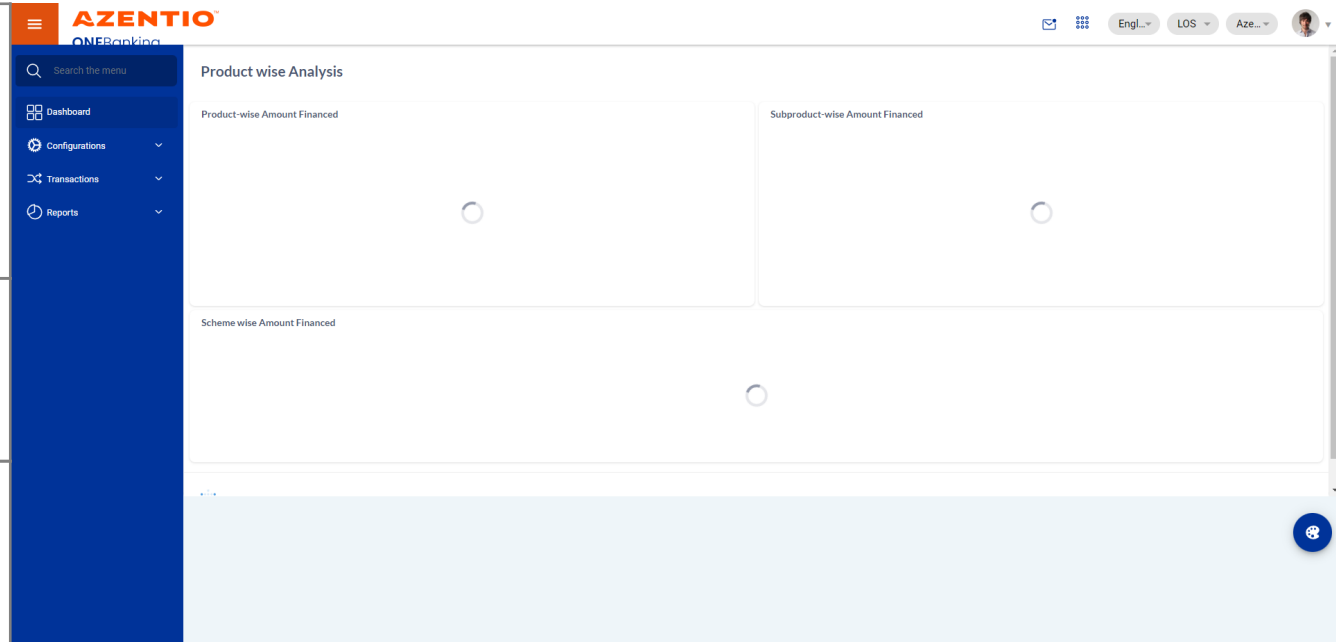 AZENTIO™
ONEBanking
Engl...
LOS
Aze...
Search the menu
Dashboard
Configurations
Transactions
Reports
Product wise Analysis
Product-wise Amount Financed
Subproduct-wise Amount Financed
Scheme wise Amount Financed